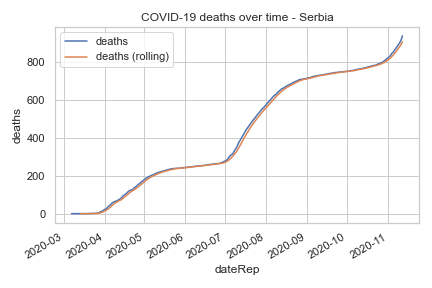 COVID-19 deaths over time - Serbia
deaths
deaths (rolling)
deaths
800
600
400
200
0
2020-03
2020-04
2020-05
2020-06
2020-07
2020-08
2020-09
2020-10
2020-11
dateRep